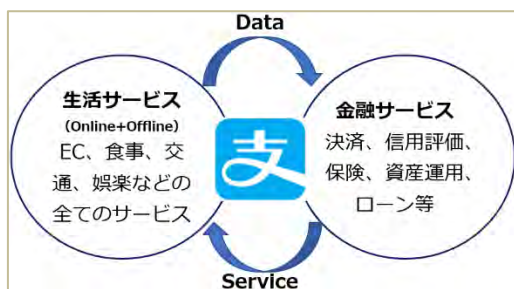 Data
生活サービス
(Online+Offline)
EC、食事、交
通、娯楽などの
全てのサービス
支
金融サービス
決済、信用評価、
保険、資産運用、
ローン等
Service